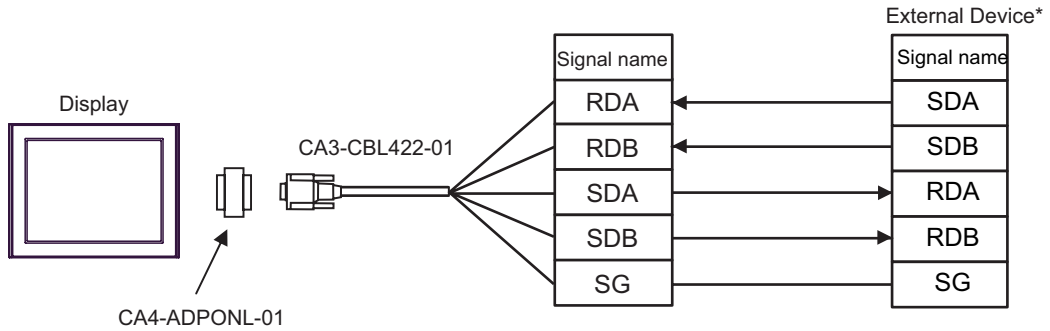 External Device*
Signal name
Signal name
RDA
SDA
Display
CA3-CBL422-01
RDB
SDB
SDA
RDA
SDB
RDB
SG
SG
CA4-ADPONL-01